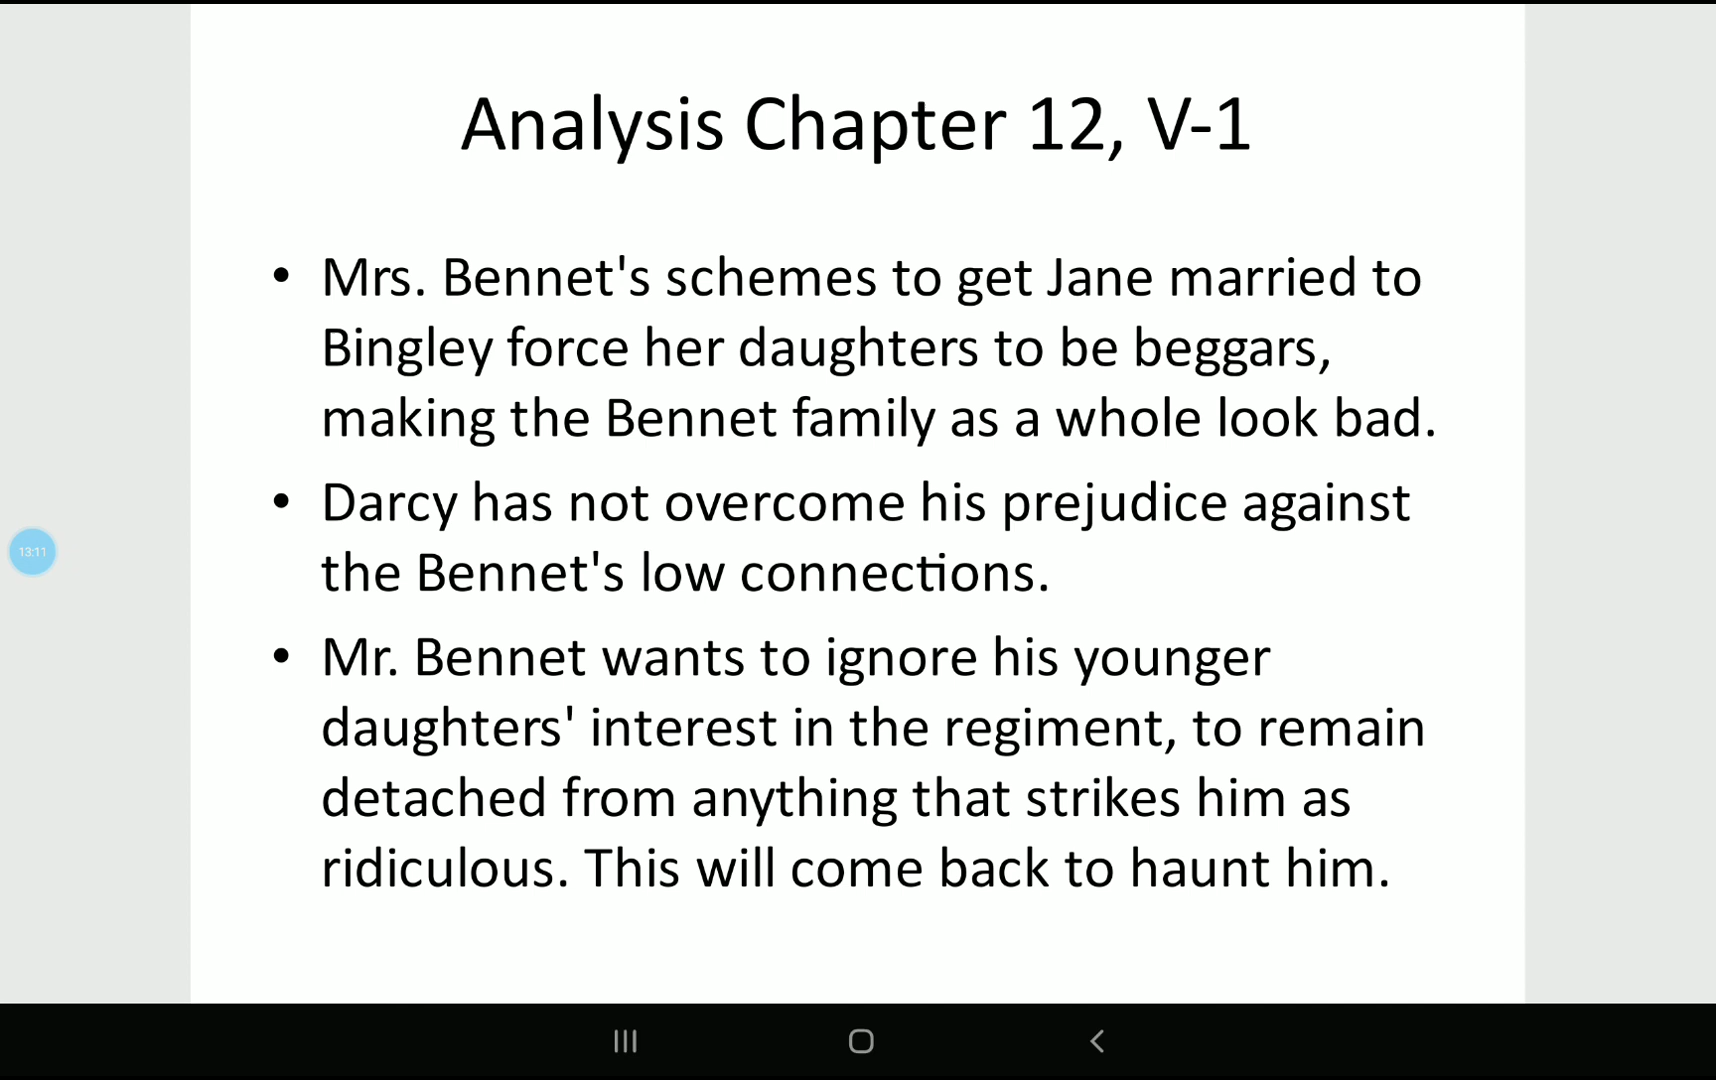 Analysis Chapter 12, V-1
• Mrs. Bennet's schemes to get Jane married to
Bingley force her daughters to be beggars,
making the Bennet family as a whole look bad.
• Darcy has not overcome his prejudice against
the Bennet's low connections.
• Mr. Bennet wants to ignore his younger
daughters' interest in the regiment, to remain
detached from anything that strikes him as
ridiculous. This will come back to haunt him.
13:11